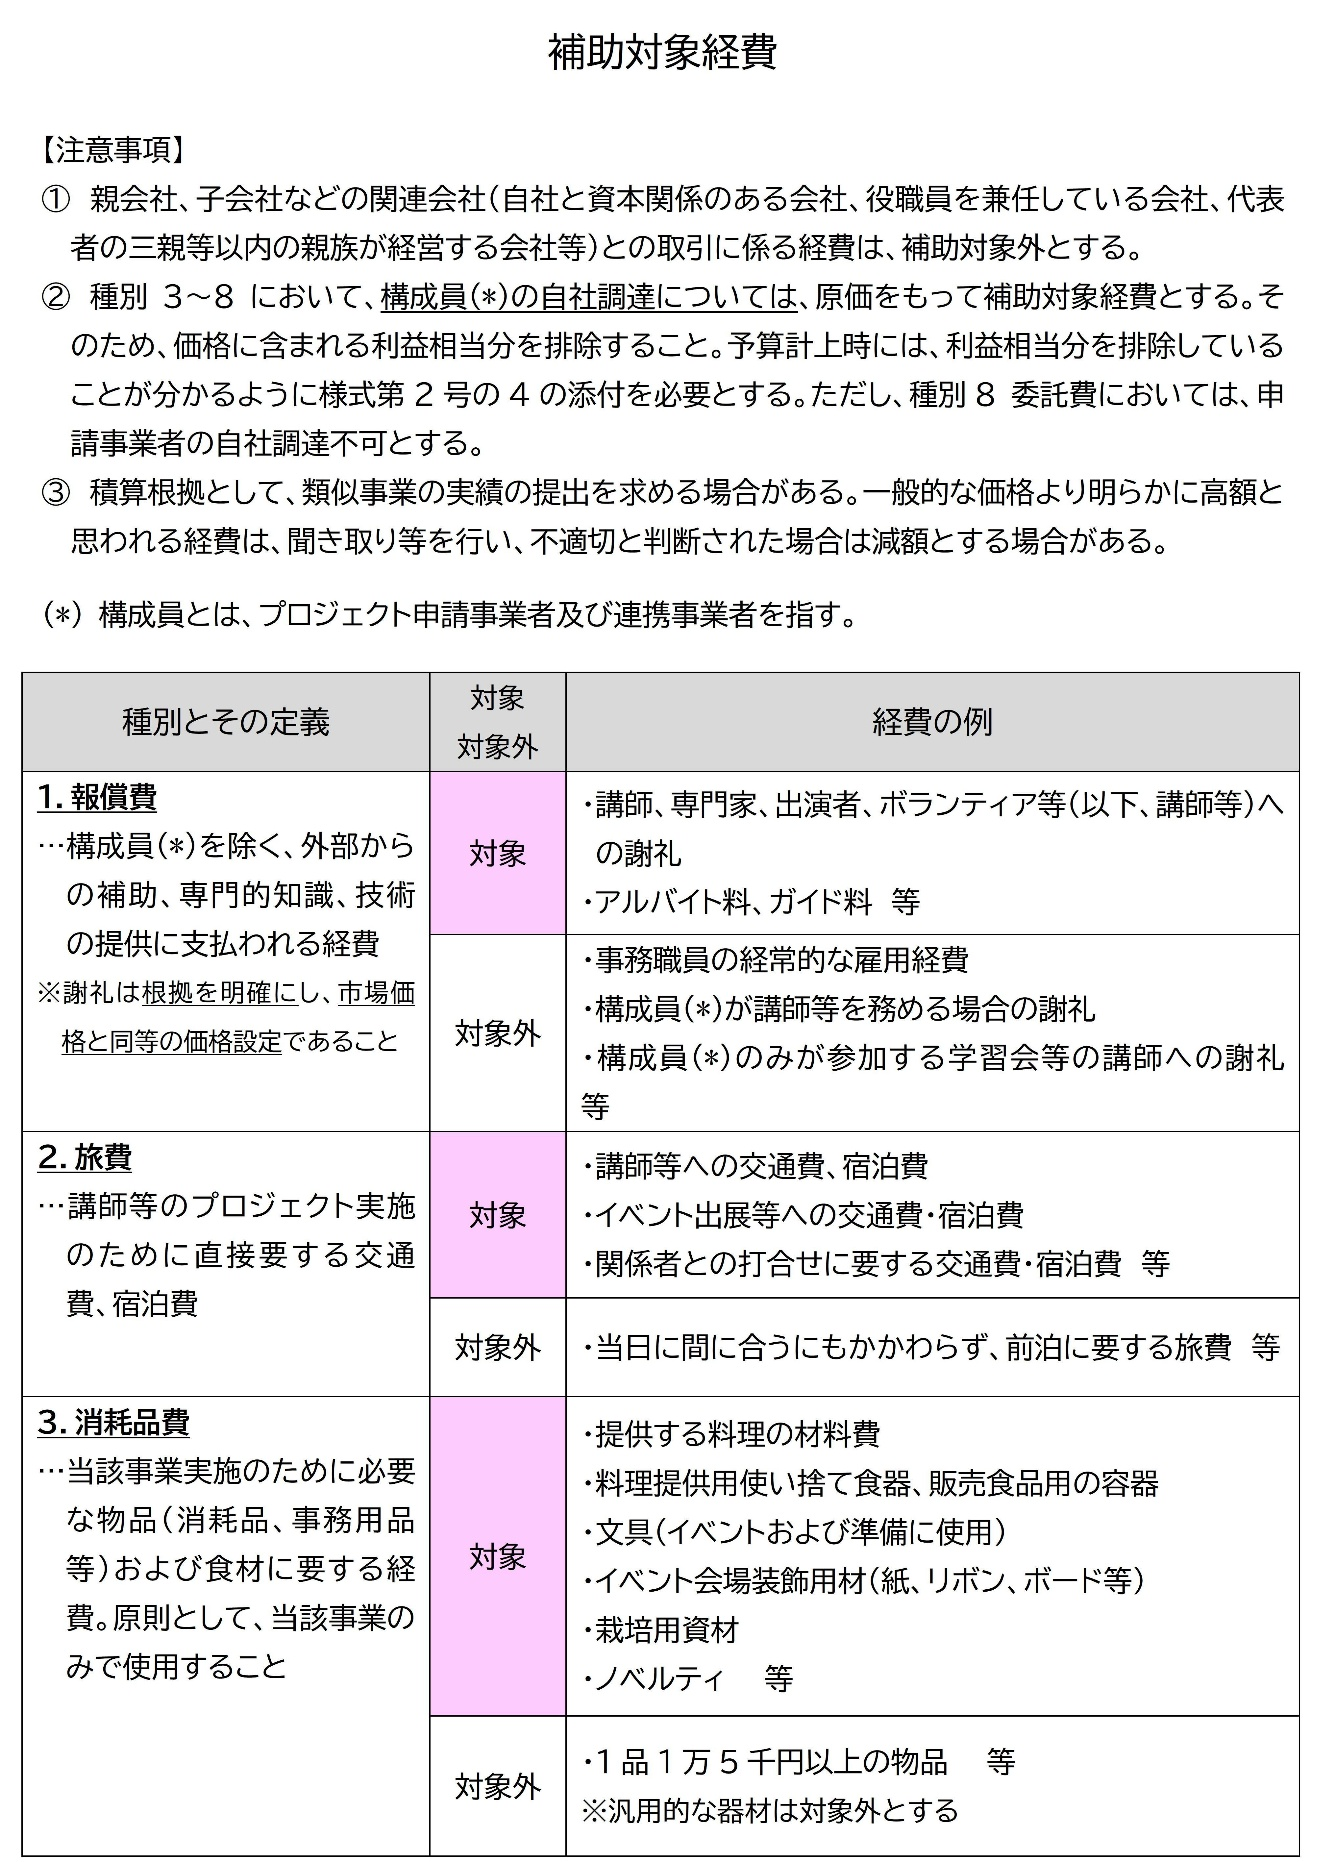 補助対象経費
【注意事項】
① 親会社、子会社などの関連会社(自社と資本関係のある会社、役職員を兼任している会社、代表
者の三親等以内の親族が経営する会社等)との取引に係る経費は、補助対象外とする。
② 種別 3~8 において、構成員(*)の自社調達については、原価をもって補助対象経費とする。そ
のため、価格に含まれる利益相当分を排除すること。予算計上時には、利益相当分を排除している
ことが分かるように様式第 2 号の 4 の添付を必要とする。ただし、種別 8 委託費においては、申
請事業者の自社調達不可とする。
③ 積算根拠として、類似事業の実績の提出を求める場合がある。一般的な価格より明らかに高額と
思われる経費は、聞き取り等を行い、不適切と判断された場合は減額とする場合がある。
(*) 構成員とは、プロジェクト申請事業者及び連携事業者を指す。
種別とその定義
対象
対象外
経費の例
1.報償費
…構成員(*)を除く、外部から
の補助、専門的知識、技術
の提供に支払われる経費
※謝礼は根拠を明確にし、市場価
格と同等の価格設定であること
対象
・講師、専門家、出演者、ボランティア等(以下、講師等)へ
の謝礼
・アルバイト料、ガイド料 等
対象外
・事務職員の経常的な雇用経費
・構成員(*)が講師等を務める場合の謝礼
・構成員(*)のみが参加する学習会等の講師への謝礼
等
2.旅費
…講師等のプロジェクト実施
のために直接要する交通
費、宿泊費
対象
・講師等への交通費、宿泊費
・イベント出展等への交通費・宿泊費
・関係者との打合せに要する交通費・宿泊費 等
対象外
・当日に間に合うにもかかわらず、前泊に要する旅費 等
3.消耗品費
…当該事業実施のために必要
な物品(消耗品、事務用品
等)および食材に要する経
費。原則として、当該事業の
みで使用すること
対象
・提供する料理の材料費
・料理提供用使い捨て食器、販売食品用の容器
・文具(イベントおよび準備に使用)
・イベント会場装飾用材(紙、リボン、ボード等)
・栽培用資材
・ノベルティ 等
対象外
・1 品 1 万 5 千円以上の物品 等
※汎用的な器材は対象外とする